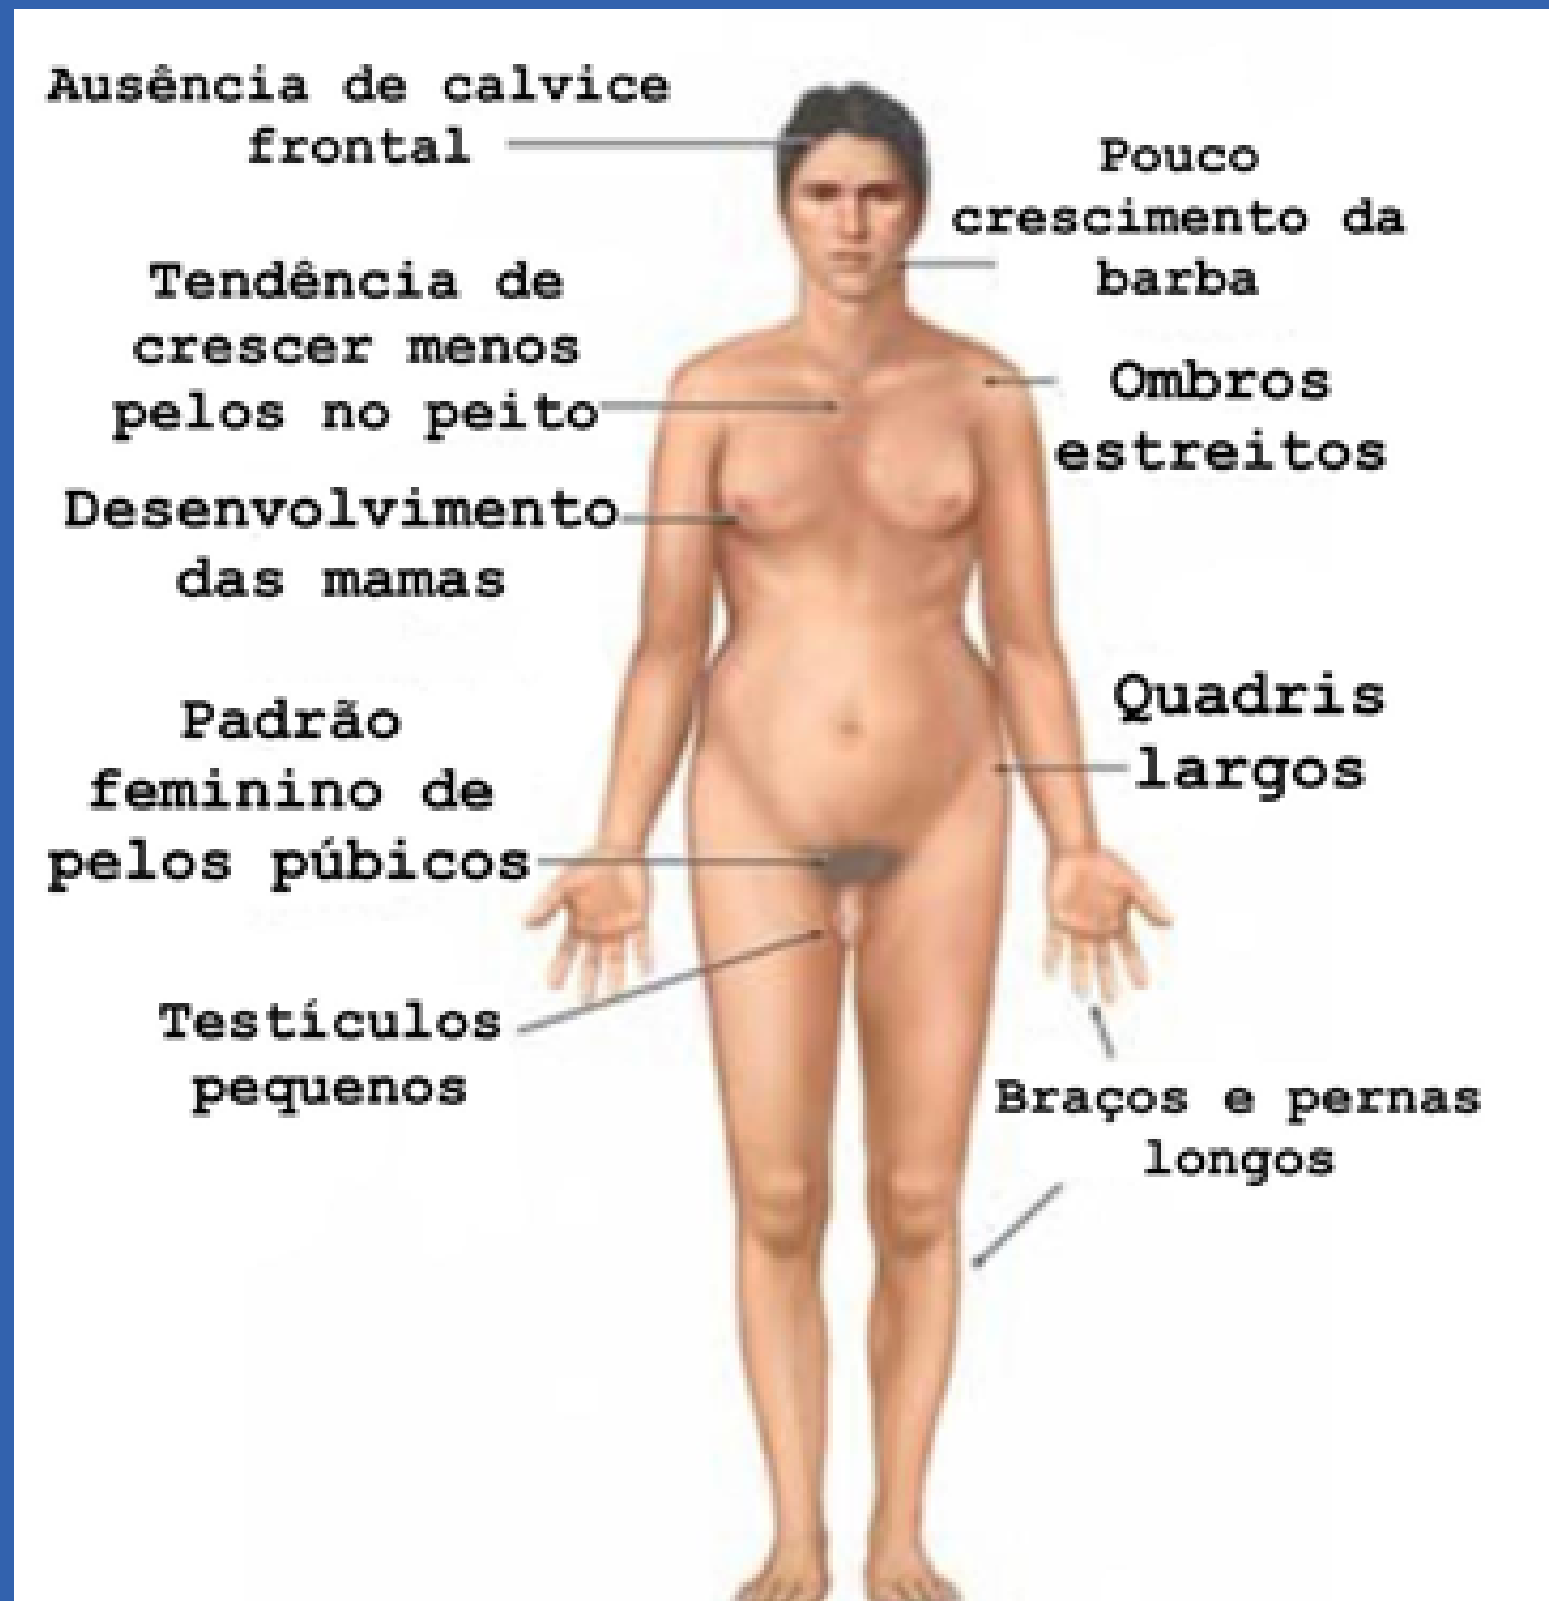 Ausência de calvice
frontal
Pouco
crescimento da
barba
Tendência de
crescer menos
pelos no peito
Ombros
estreitos
Desenvolvimento
das mamas
Quadris
largos
Padrão
feminino de
pelos púbicos
Testículos
pequenos
Braços e pernas
longos